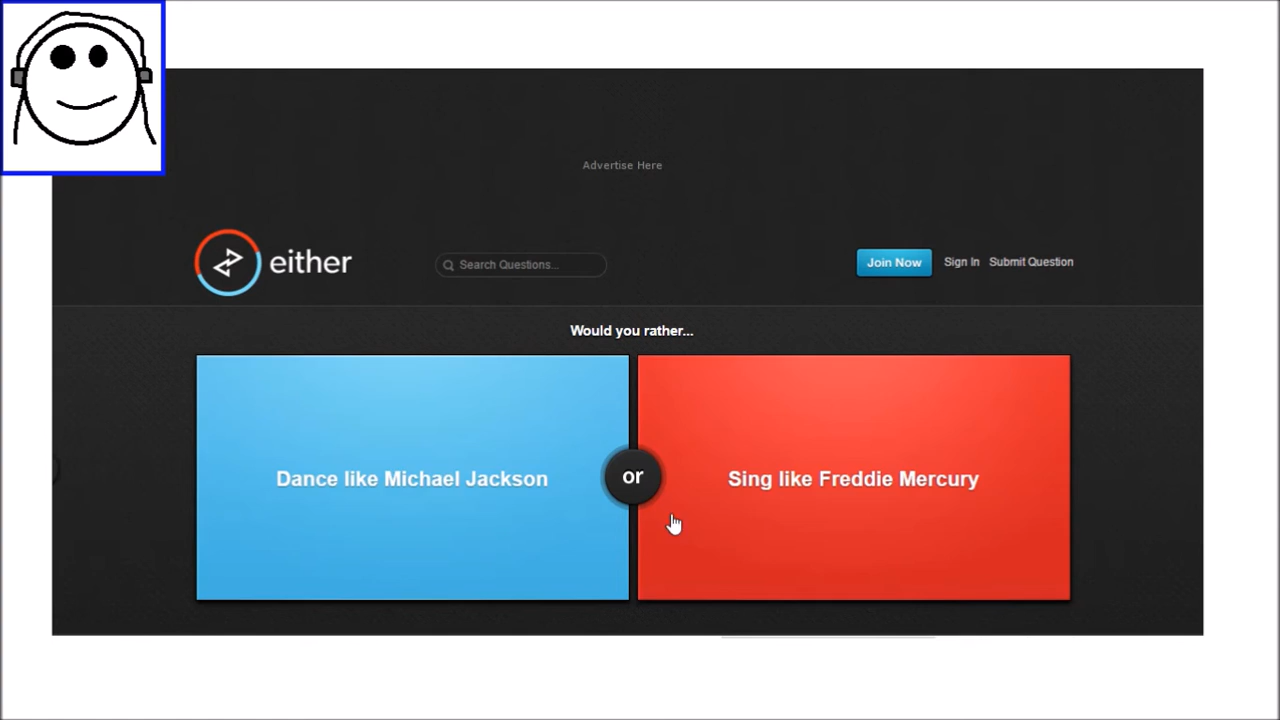 Advertise Here
either
Search Questions...
Join Now
Sign In
Submit Question
Would you rather...
Dance like Michael Jackson
or
Sing like Freddie Mercury